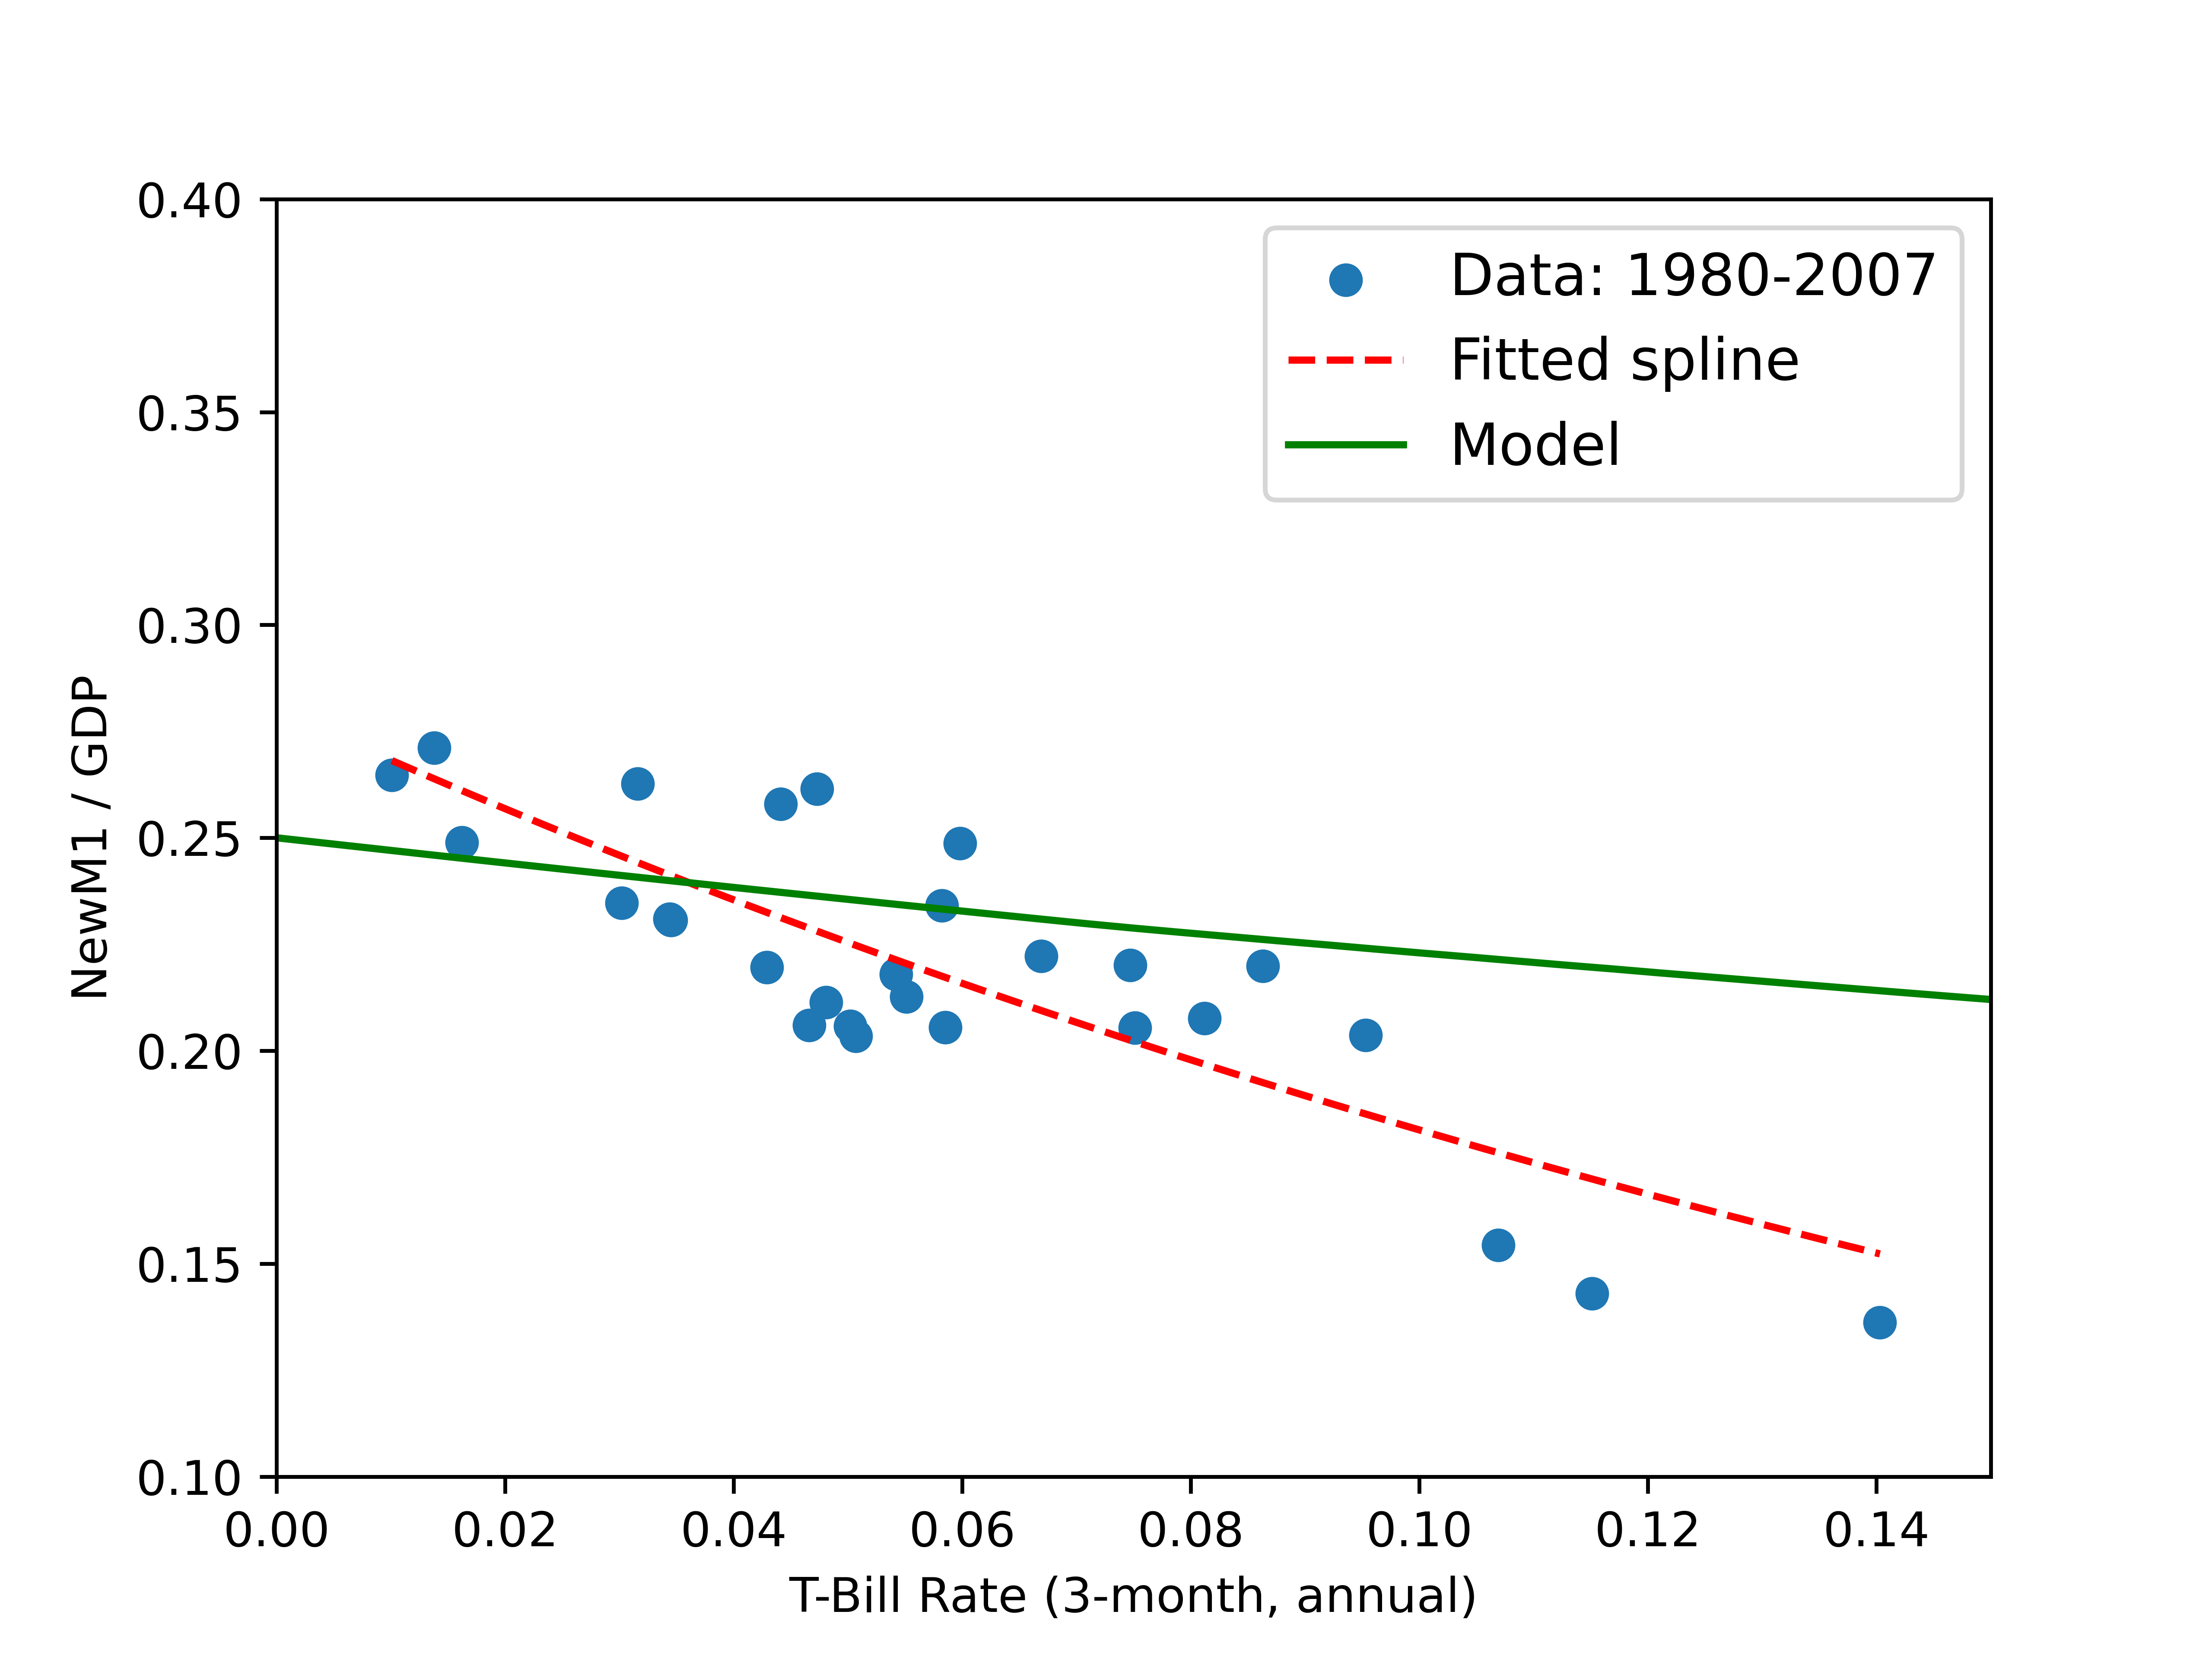 0.40
0.35
0.30
0.25
0.20
0.15
0.10
NewM1 / GDP
Data: 1980-2007
Fitted spline
Model
0.00 0.02 0.04 0.06 0.08 0.10 0.12 0.14
T-Bill Rate (3-month, annual)